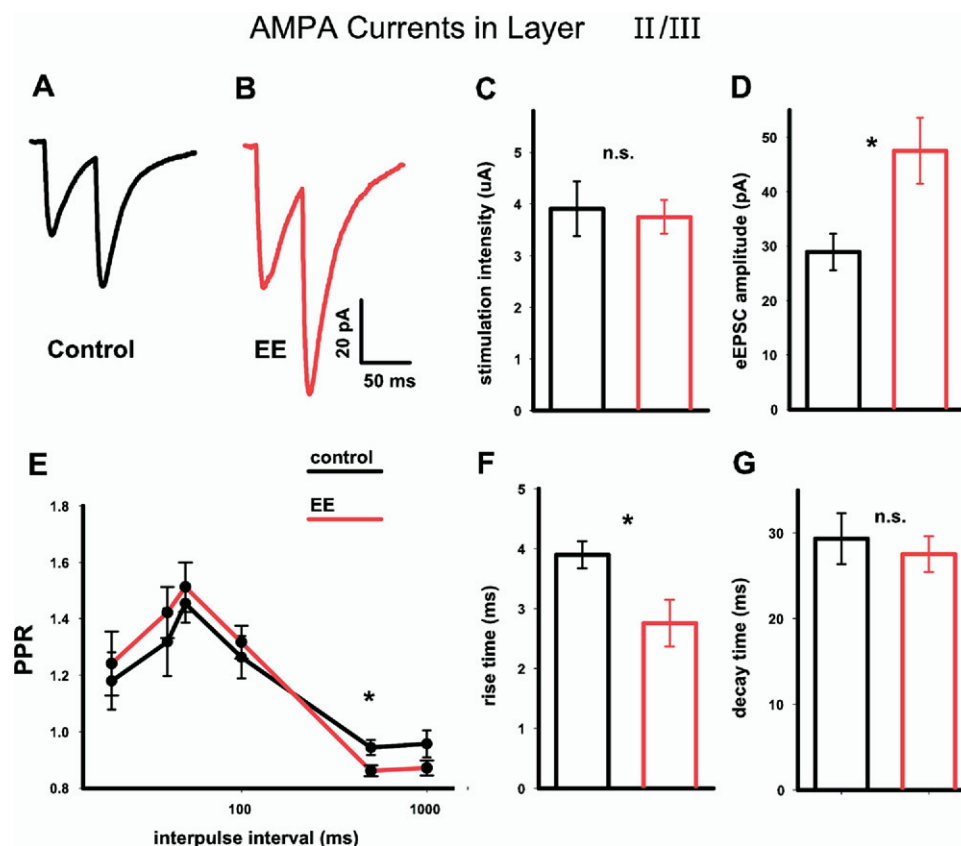 AMPA Currents in Layer II/III
A
B
C
D
Control
EE
20 pA
50 ms
stimulation intensity (uA)
5
4
3
2
1
0
n.s.
eEPSC amplitude (pA)
50
40
30
20
10
0
*
E
control
EE
PPR
1.8
1.6
1.4
1.2
1.0
0.8
*
100
1000
interpulse interval (ms)
F
rise time (ms)
5
4
3
2
1
0
*
G
decay time (ms)
30
20
10
0
n.s.